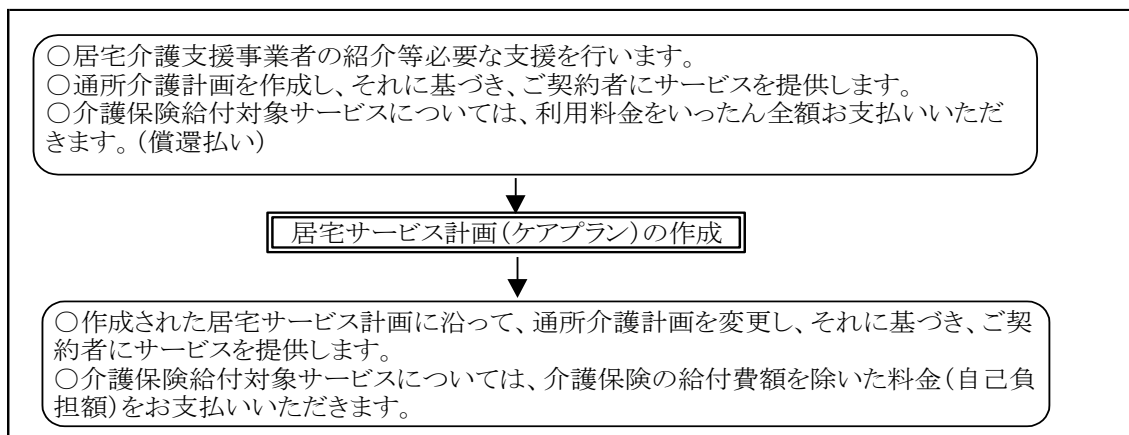 ○居宅介護支援事業者の紹介等必要な支援を行います。
○通所介護計画を作成し、それに基づき、ご契約者にサービスを提供します。
○介護保険給付対象サービスについては、利用料金をいったん全額お支払いいただ
きます。(償還払い)
居宅サービス計画(ケアプラン)の作成
○作成された居宅サービス計画に沿って、通所介護計画を変更し、それに基づき、ご契
約者にサービスを提供します。
○介護保険給付対象サービスについては、介護保険の給付費額を除いた料金(自己負
担額)をお支払いいただきます。